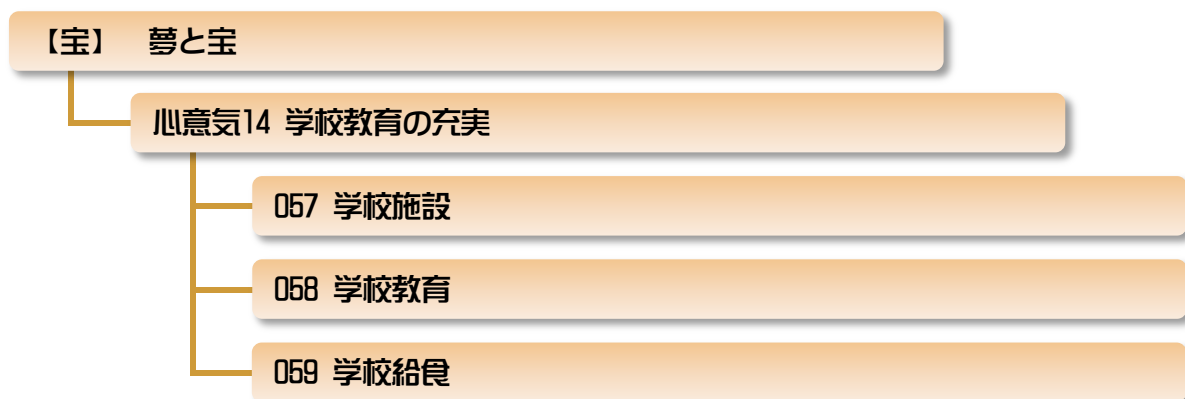 【宝】　夢と宝
心意気14 学校教育の充実
057 学校施設
058 学校教育
059 学校給食